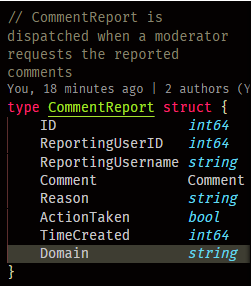 // CommentReport is
dispatched when a moderator
requests the reported
comments
You, 18 minutes ago | 2 authors (Y
type CommentReport struct {
ID int64
ReportingUserID int64
ReportingUsername string
Comment Comment
Reason string
ActionTaken bool
TimeCreated int64
Domain string
}